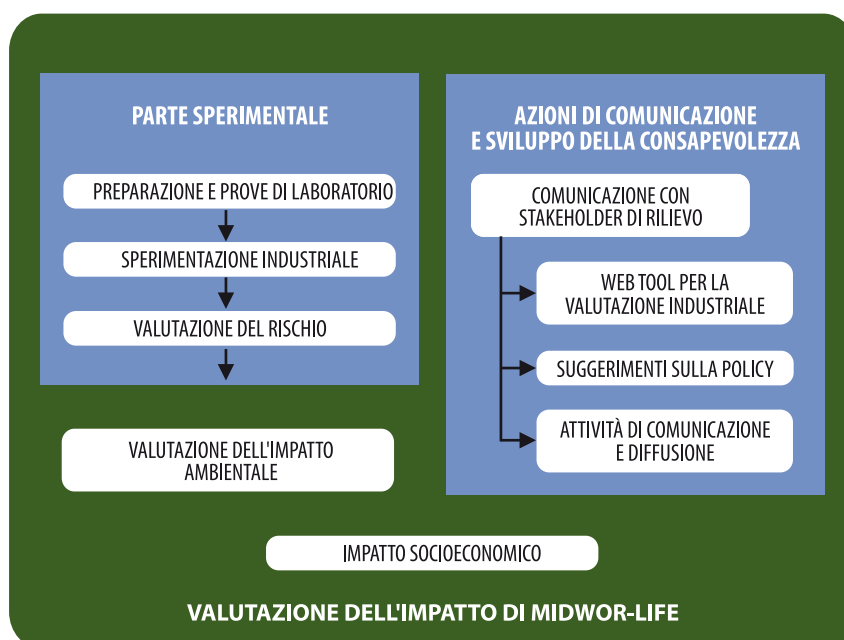 PARTE SPERIMENTALE
PREPARAZIONE E PROVE DI LABORATORIO
SPERIMENTAZIONE INDUSTRIALE
VALUTAZIONE DEL RISCHIO
VALUTAZIONE DELL'IMPATTO
AMBIENTALE
AZIONI DI COMUNICAZIONE
E SVILUPPO DELLA CONSAPEVOLEZZA
COMUNICAZIONE CON
STAKEHOLDER DI RILIEVO
WEB TOOL PER LA
VALUTAZIONE INDUSTRIALE
SUGGERIMENTI SULLA POLICY
ATTIVITÀ DI COMUNICAZIONE
E DIFFUSIONE
IMPATTO SOCIOECONOMICO
VALUTAZIONE DELL'IMPATTO DI MIDWOR-LIFE